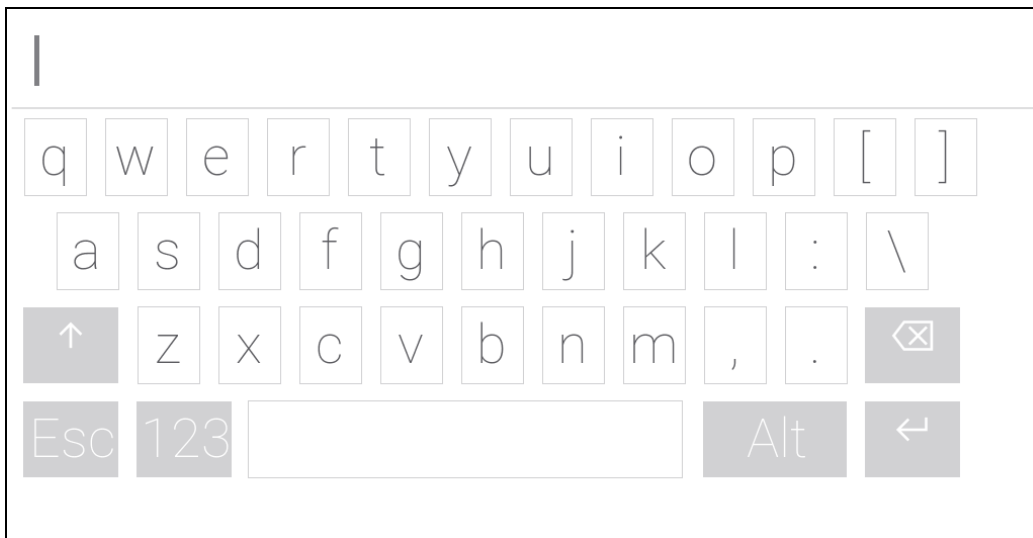 q w e r t y u i o p [ ]
a s d f g h j k l : \
↑ z x c v b n m , . ⌫
Esc 123 Alt ↵